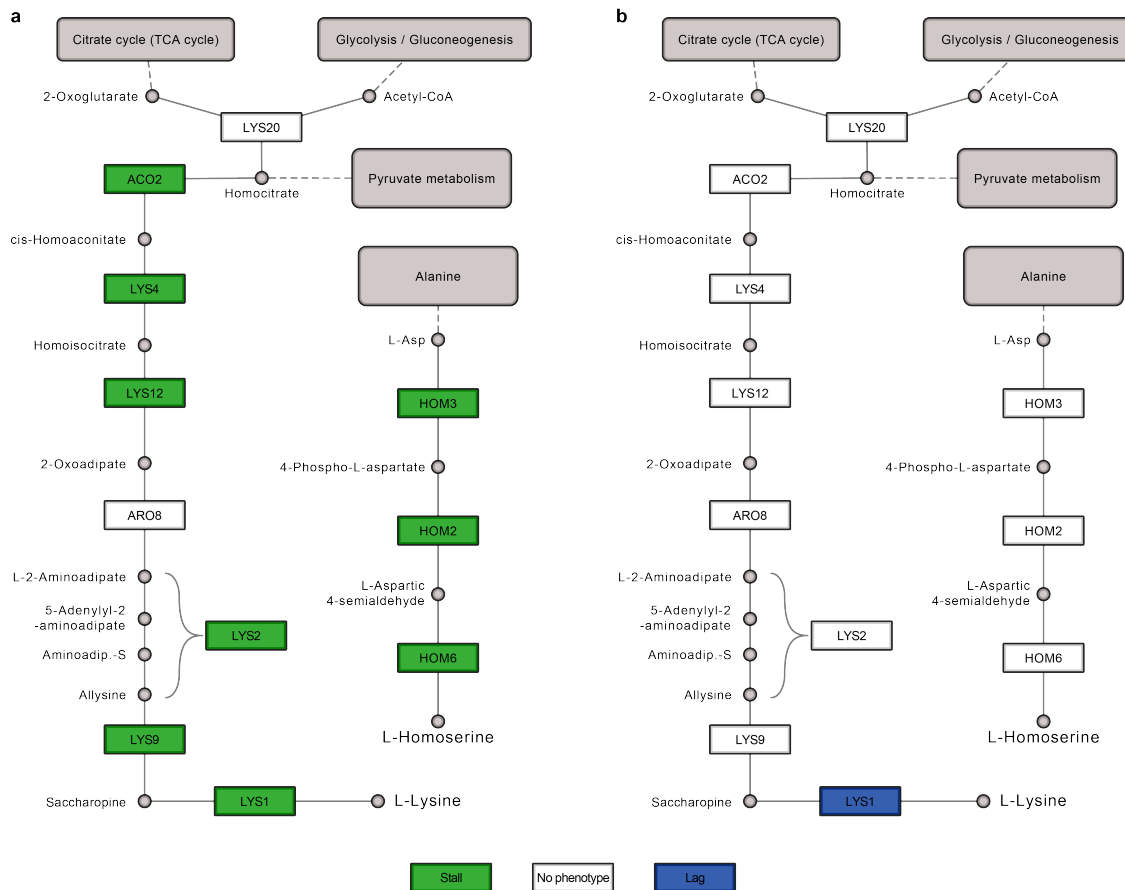 a
Citrate cycle (TCA cycle)
Glycolysis / Gluconeogenesis
2-Oxoglutarate
Acetyl-CoA
LYS20
ACO2
Homocitrate
Pyruvate metabolism
cis-Homoaconitate
LYS4
Alanine
Homoisocitrate
L-Asp
LYS12
HOM3
2-Oxoadipate
4-Phospho-L-aspartate
ARO8
HOM2
L-2-Aminoadipate
5-Adenylyl-2
-aminoadipate
L-Aspartic
4-semialdehyde
LYS2
Aminoadip.-S
HOM6
Allysine
LYS9
L-Homoserine
Saccharopine
LYS1
L-Lysine
b
Citrate cycle (TCA cycle)
Glycolysis / Gluconeogenesis
2-Oxoglutarate
Acetyl-CoA
LYS20
ACO2
Homocitrate
Pyruvate metabolism
cis-Homoaconitate
LYS4
Alanine
Homoisocitrate
L-Asp
LYS12
HOM3
2-Oxoadipate
4-Phospho-L-aspartate
ARO8
HOM2
L-2-Aminoadipate
5-Adenylyl-2
-aminoadipate
L-Aspartic
4-semialdehyde
LYS2
Aminoadip.-S
HOM6
Allysine
LYS9
L-Homoserine
Saccharopine
LYS1
L-Lysine
Stall
No phenotype
Lag